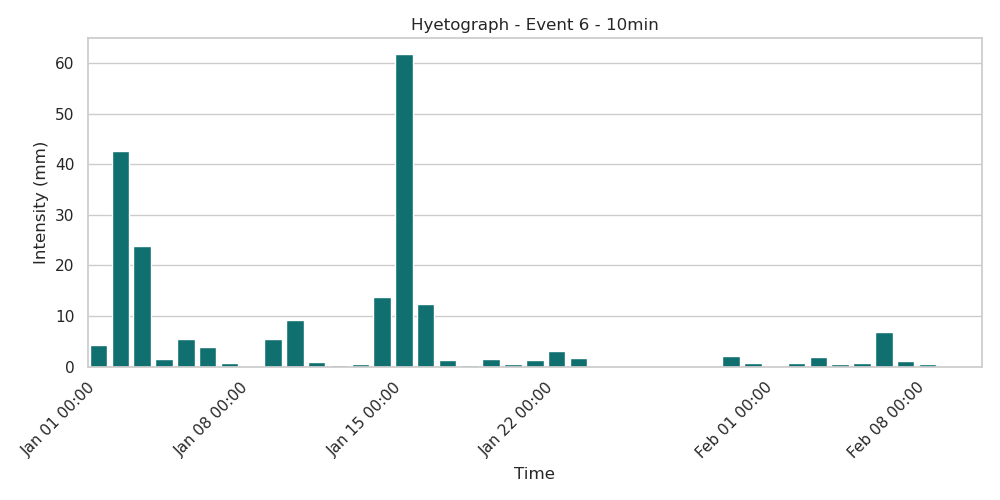 Hyetograph - Event 6 - 10min
60
50
40
30
20
10
0
Intensity (mm)
Jan 01 00:00
Jan 08 00:00
Jan 15 00:00
Jan 22 00:00
Feb 01 00:00
Feb 08 00:00
Time